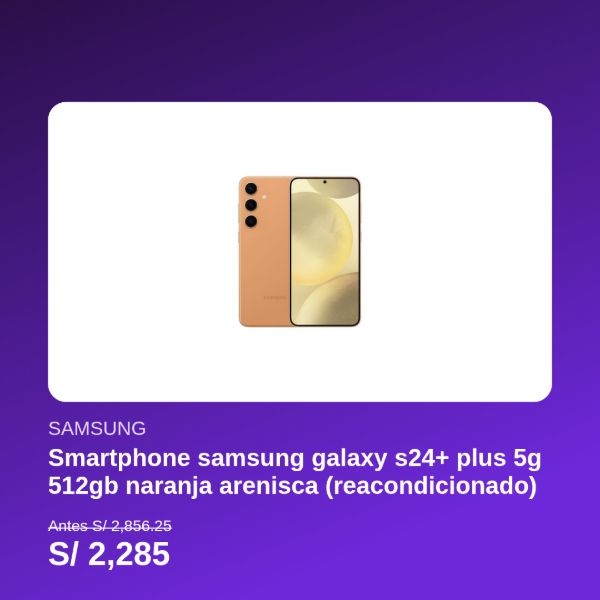 SAMSUNG
Smartphone samsung galaxy s24+ plus 5g
512gb naranja arenisca (reacondicionado)
Antes S/ 2,856.25
S/ 2,285